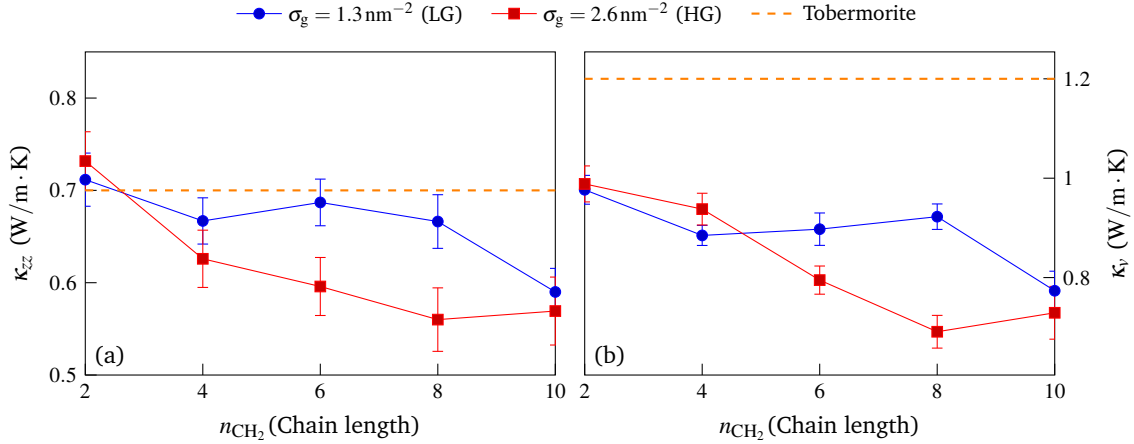 σg = 1.3 nm⁻² (LG) σg = 2.6 nm⁻² (HG) Tobermorite
0.8
0.7
0.6
0.5
κzz (W/m·K)
(a)
2 4 6 8 10
nCH₂ (Chain length)
1.2
1
0.8
κv (W/m·K)
(b)
2 4 6 8 10
nCH₂ (Chain length)